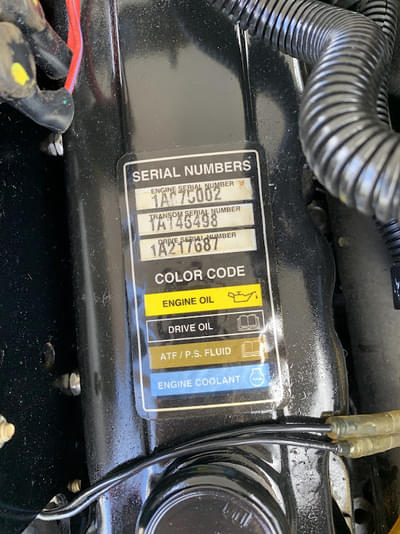 SERIAL NUMBERS
ENGINE SERIAL NUMBER
TRANSOM SERIAL NUMBER
1A146498
DRIVE SERIAL NUMBER
1A217687
COLOR CODE
ENGINE OIL
DRIVE OIL
ATF / P.S. FLUID
ENGINE COOLANT